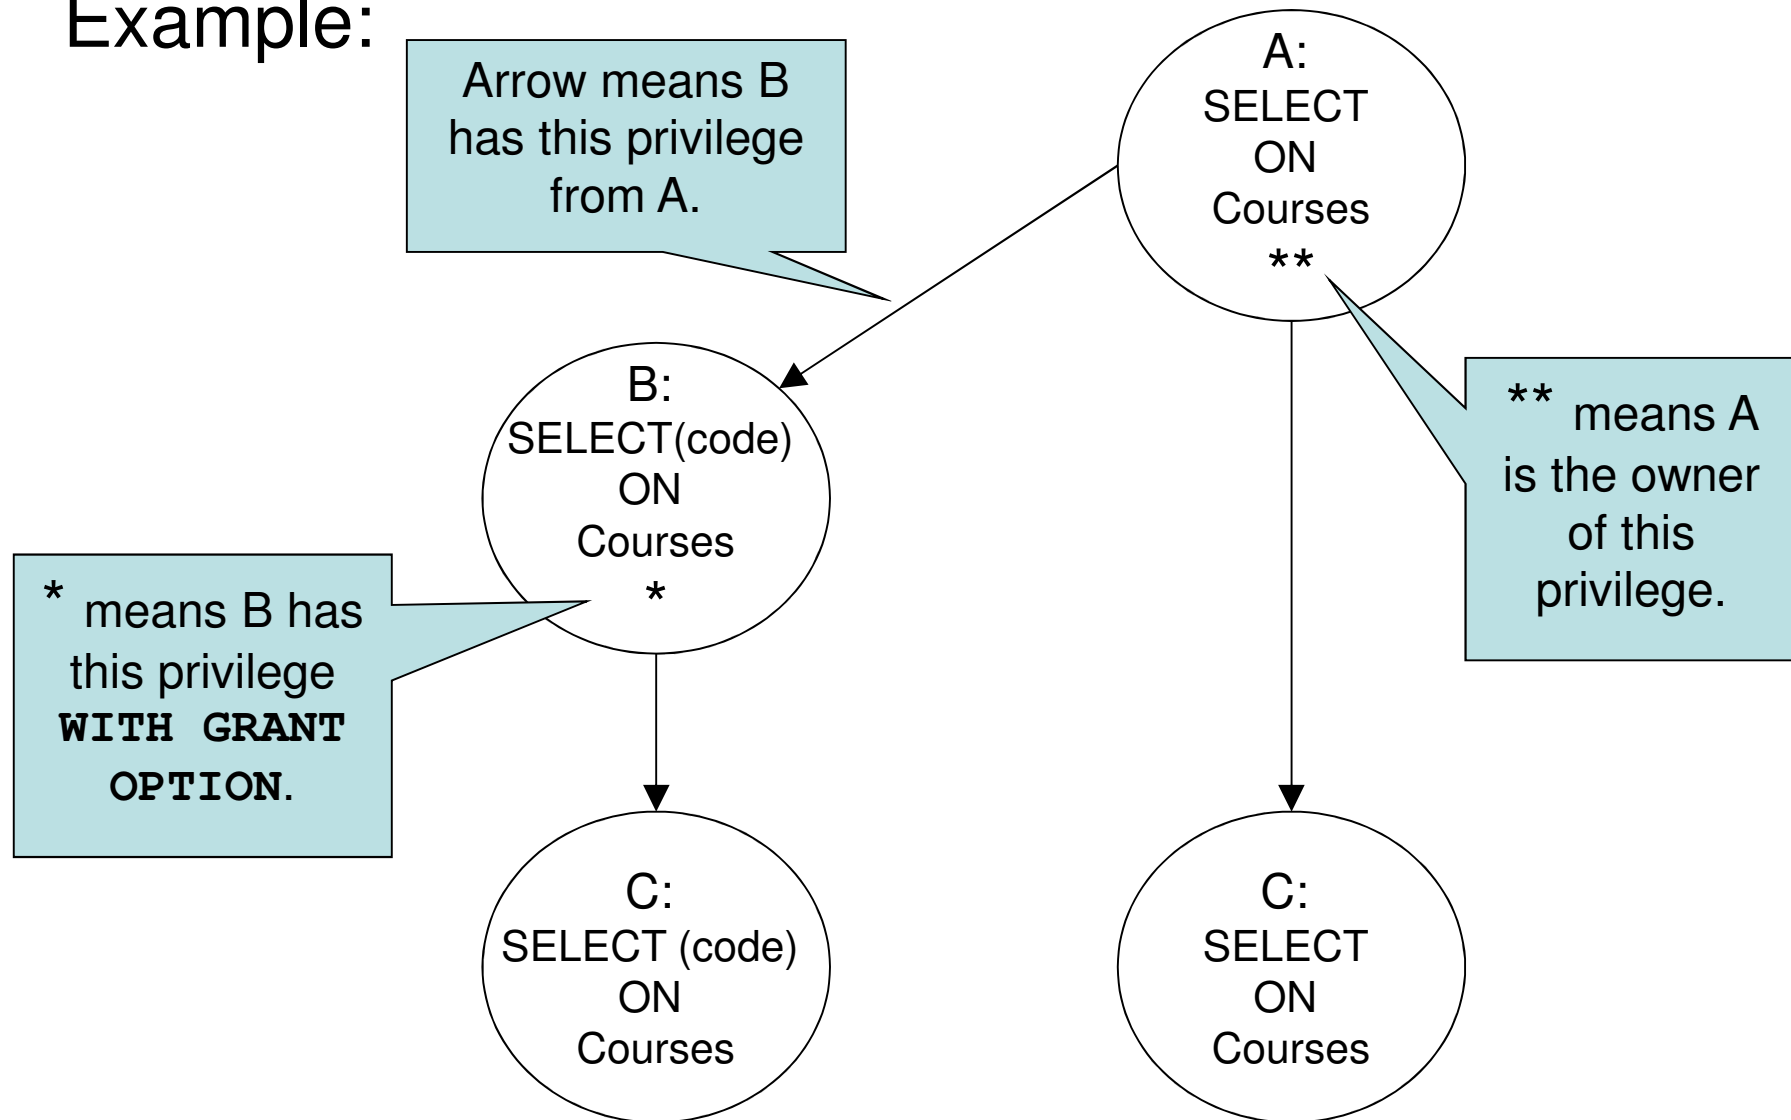 Example:
Arrow means B
has this privilege
from A.
A:
SELECT
ON
Courses
**
B:
SELECT(code)
ON
Courses
*
** means A
is the owner
of this
privilege.
* means B has
this privilege
WITH GRANT
OPTION.
C:
SELECT (code)
ON
Courses
C:
SELECT
ON
Courses